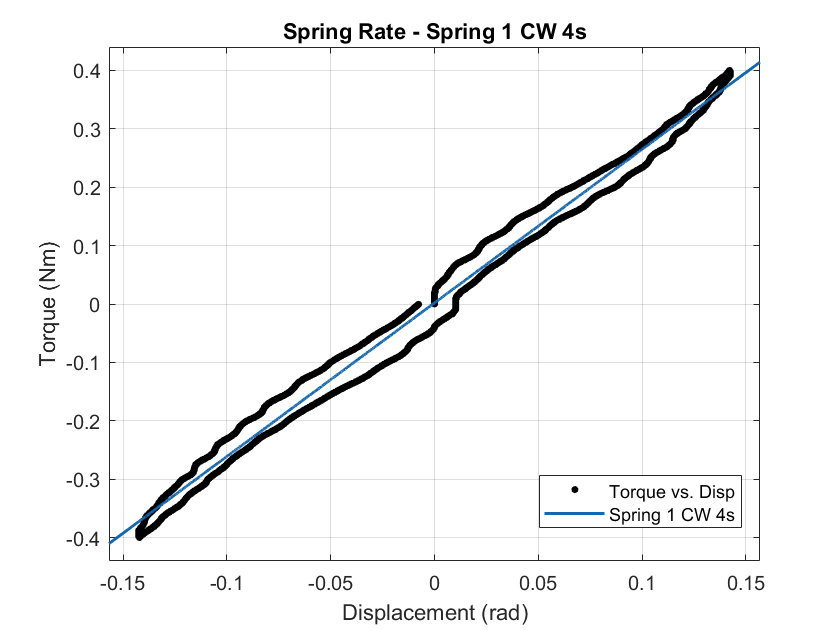 Spring Rate - Spring 1 CW 4s
0.4
0.3
0.2
0.1
0
-0.1
-0.2
-0.3
-0.4
Torque (Nm)
Torque vs. Disp
Spring 1 CW 4s
-0.15 -0.1 -0.05 0 0.05 0.1 0.15
Displacement (rad)